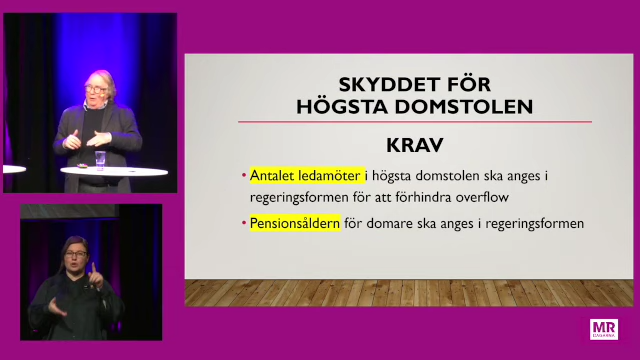 SKYDDET FÖR
HÖGSTA DOMSTOLEN
KRAV
• Antalet ledamöter i högsta domstolen ska anges i
regeringsformen för att förhindra overflow
• Pensionsåldern för domare ska anges i regeringsformen
MR
DAGARNA